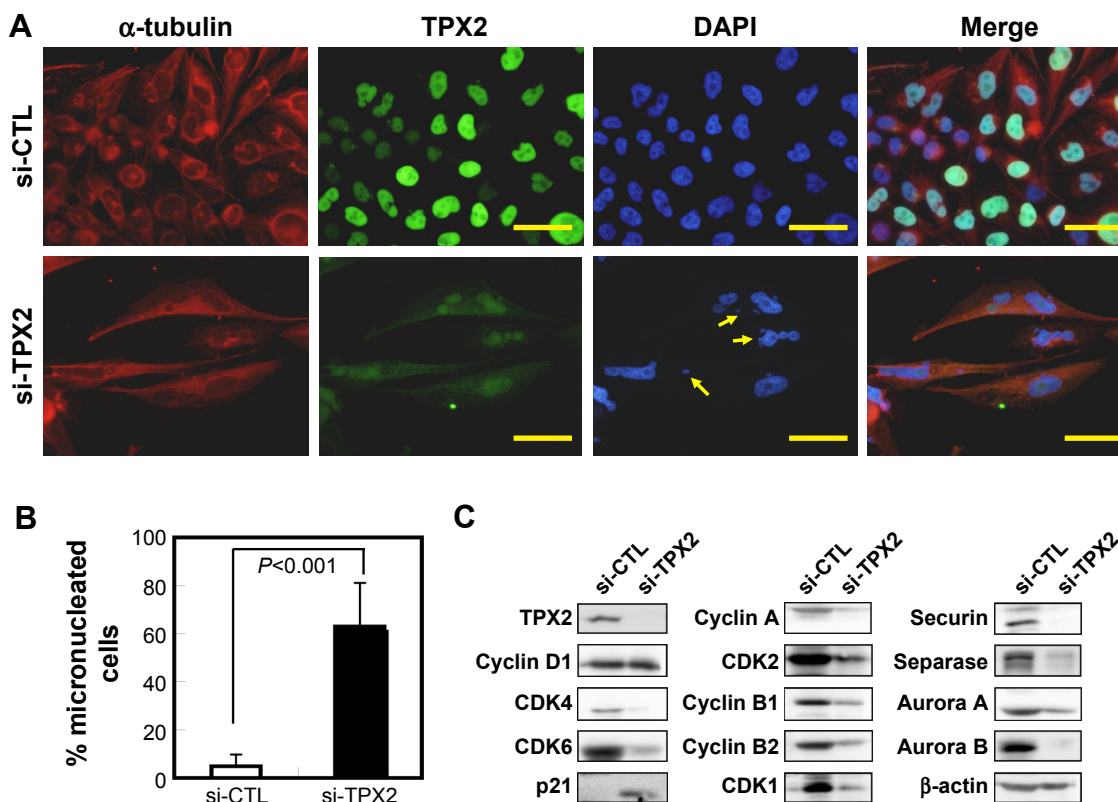 A
α-tubulin TPX2 DAPI Merge
si-CTL
si-TPX2
B
% micronucleated cells
100
80
60
40
20
0
P<0.001
si-CTL si-TPX2
C
si-CTL si-TPX2 si-CTL si-TPX2 si-CTL si-TPX2
TPX2 Cyclin A Securin
Cyclin D1 CDK2 Separase
CDK4 Cyclin B1 Aurora A
CDK6 Cyclin B2 Aurora B
p21 CDK1 β-actin